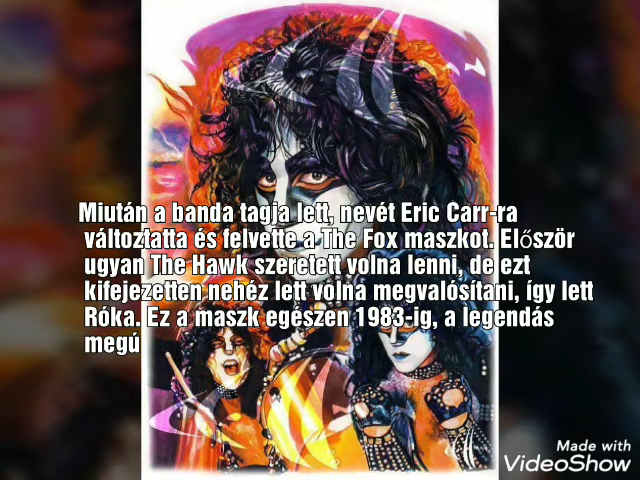 Miután a banda tagja lett, nevét Eric Carr-ra
változtatta és felvette a The Fox maszkot. Először
ugyan The Hawk szeretett volna lenni, de ezt
kifejezetten nehéz lett volna megvalósítani, így lett
Róka. Ez a maszk egészen 1983-ig, a legendás
megú
Made with
VideoShow